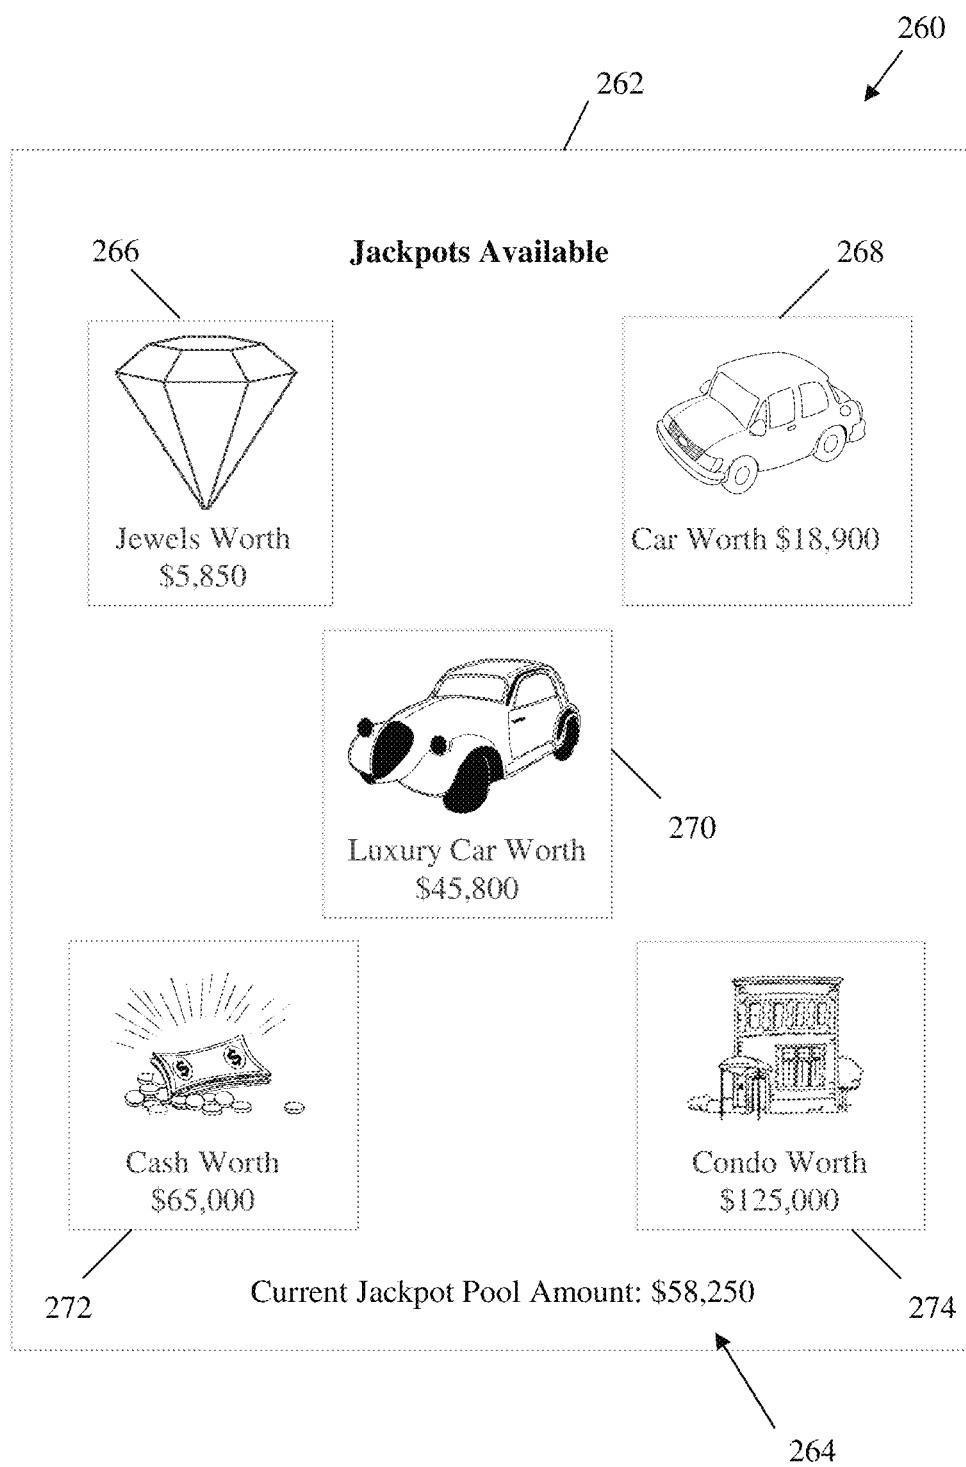 260
262
266
Jackpots Available
268
Jewels Worth
$5,850
Car Worth $18,900
270
Luxury Car Worth
$45,800
$ $
Cash Worth
$65,000
Condo Worth
$125,000
272
Current Jackpot Pool Amount: $58,250
274
264